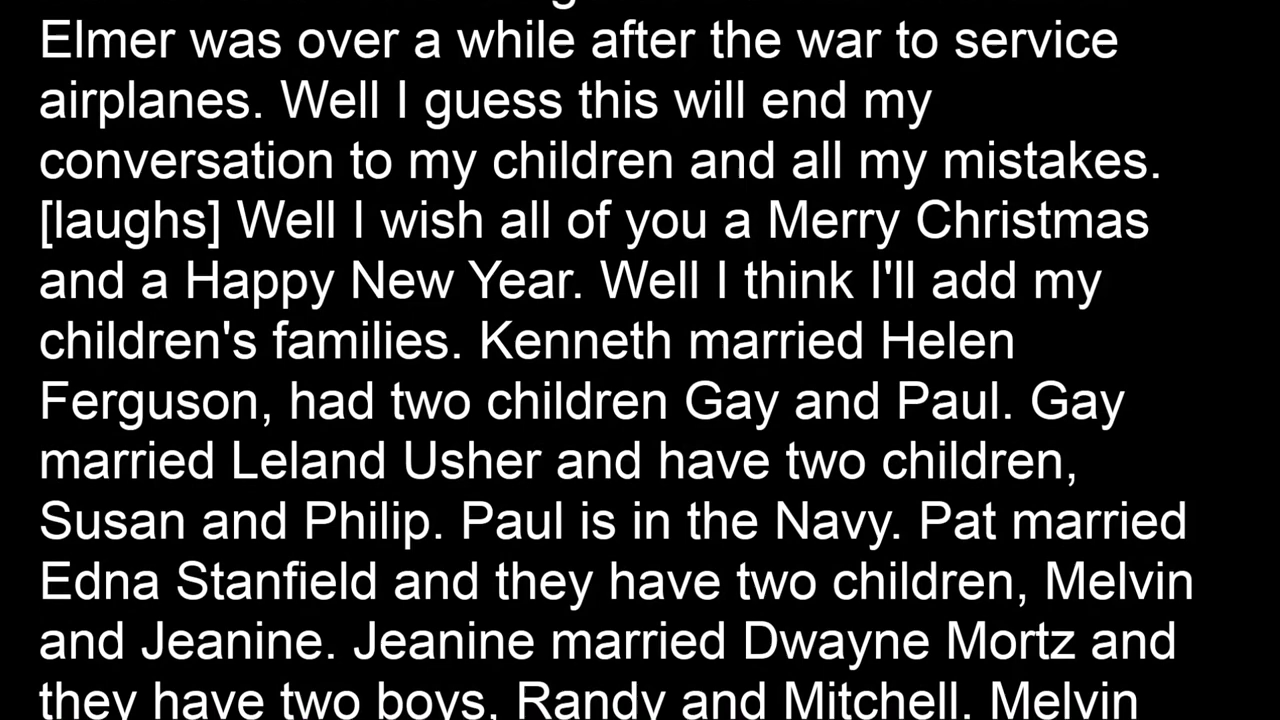 Elmer was over a while after the war to service
airplanes. Well I guess this will end my
conversation to my children and all my mistakes.
[laughs] Well I wish all of you a Merry Christmas
and a Happy New Year. Well I think I'll add my
children's families. Kenneth married Helen
Ferguson, had two children Gay and Paul. Gay
married Leland Usher and have two children,
Susan and Philip. Paul is in the Navy. Pat married
Edna Stanfield and they have two children, Melvin
and Jeanine. Jeanine married Dwayne Mortz and
they have two boys, Randy and Mitchell. Melvin